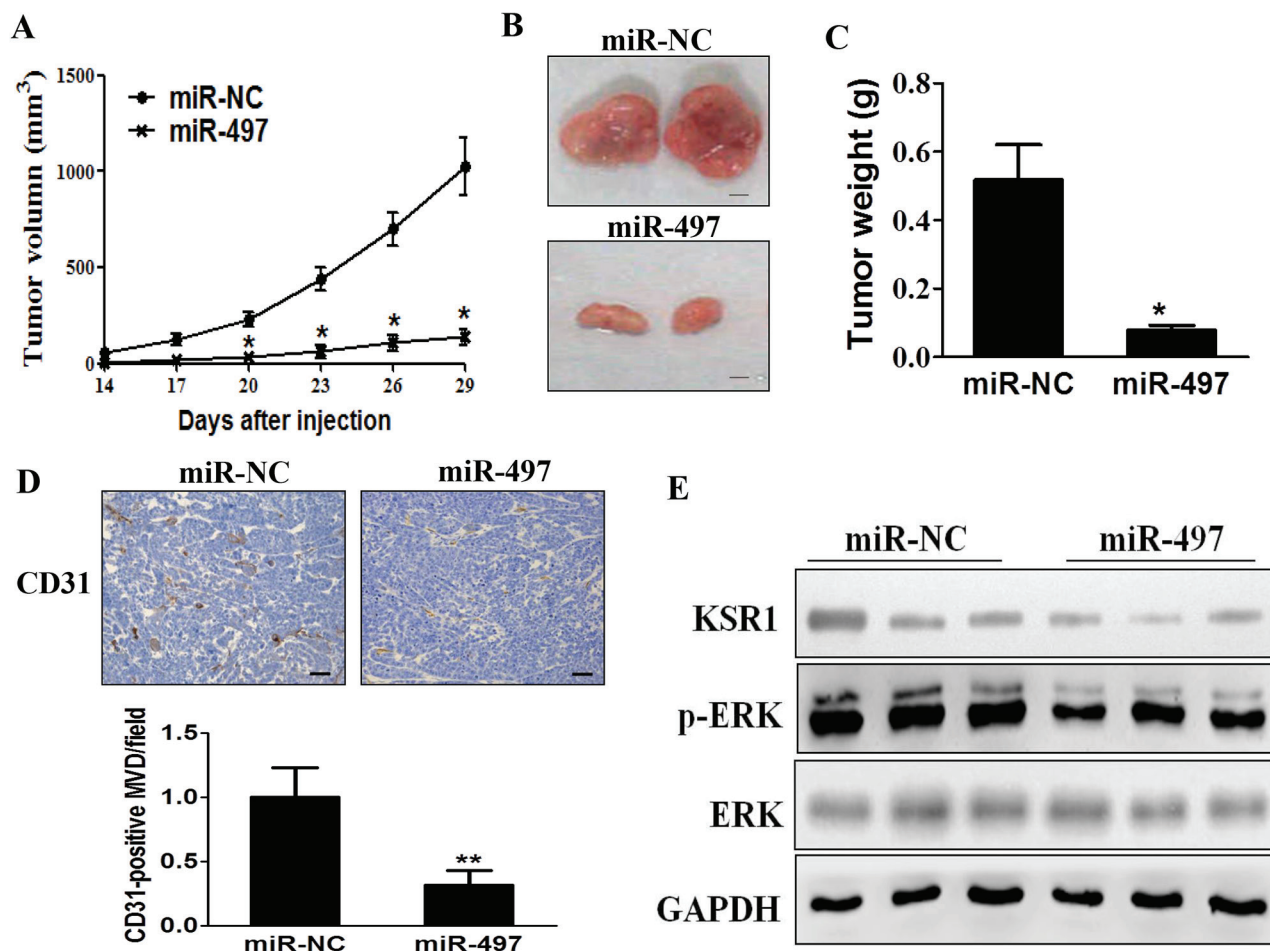 A
Tumor volumn (mm³)
1500
1000
500
0
miR-NC
miR-497
*
*
*
*
14 17 20 23 26 29
Days after injection
B
miR-NC
miR-497
C
Tumor weight (g)
0.8
0.6
0.4
0.2
0.0
*
miR-NC miR-497
D
miR-NC miR-497
CD31
CD31-positive MVD/field
1.5
1.0
0.5
0.0
**
miR-NC miR-497
E
miR-NC miR-497
KSR1
p-ERK
ERK
GAPDH